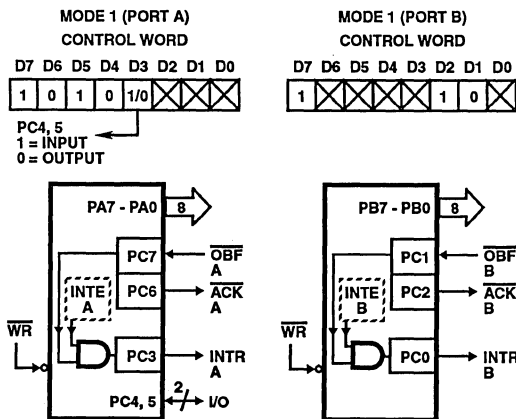 MODE 1 (PORT A)
CONTROL WORD
D7 D6 D5 D4 D3 D2 D1 D0
1 0 1 0 1/0
PC4, 5
1 = INPUT
0 = OUTPUT
PA7 - PA0
8
PC7
OBF
A
INTE
A
PC6
ACK
A
WR
PC3
INTR
A
PC4, 5
2
I/O
MODE 1 (PORT B)
CONTROL WORD
D7 D6 D5 D4 D3 D2 D1 D0
1 1 0
PB7 - PB0
8
PC1
OBF
B
INTE
B
PC2
ACK
B
WR
PC0
INTR
B